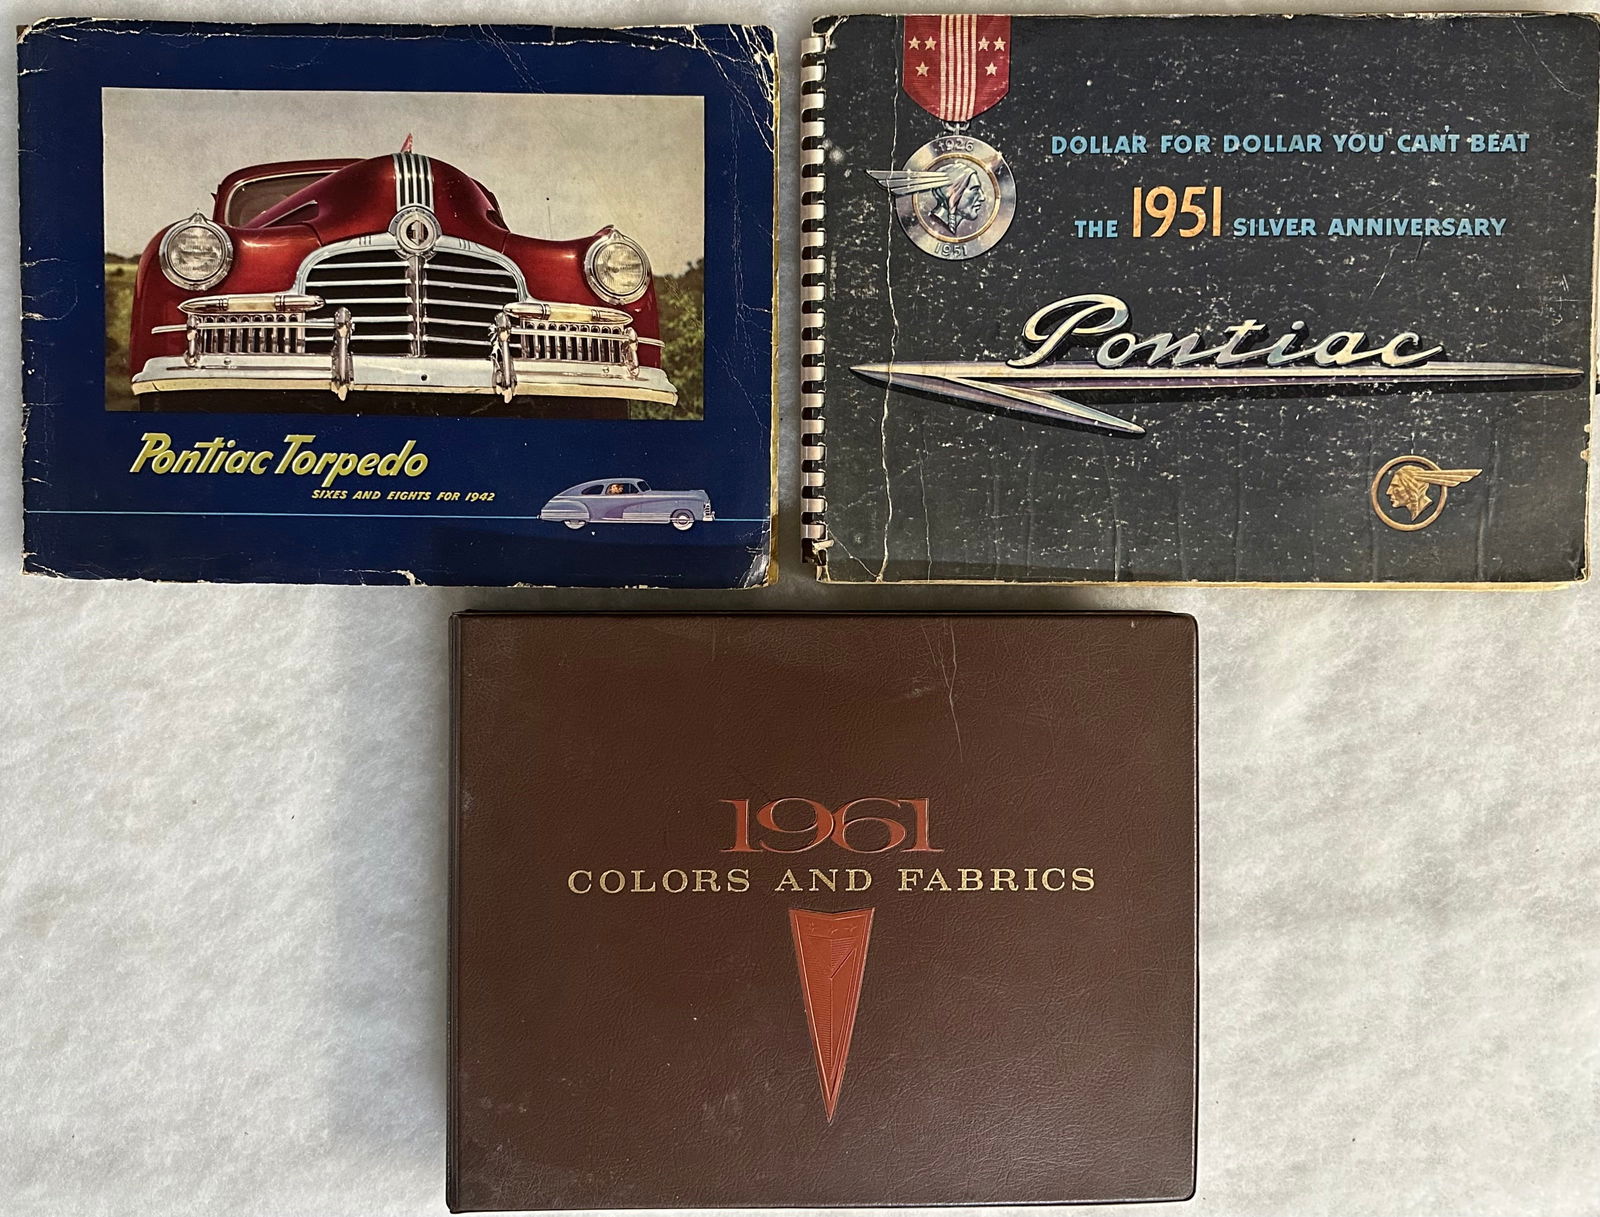 Pontiac Torpedo
SIXES AND EIGHTS FOR 1942
1926
1951
DOLLAR FOR DOLLAR YOU CAN'T BEAT
THE 1951 SILVER ANNIVERSARY
Pontiac
1961
COLORS AND FABRICS